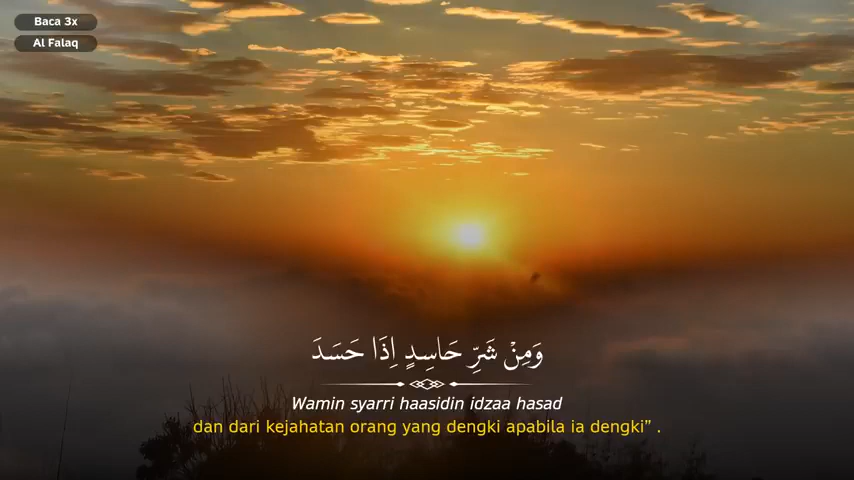 Baca 3x
Al Falaq
وَمِنْ شَرِّ حَاسِدٍ اِذَا حَسَدَ
Wamin syarri haasidin idzaa hasad
dan dari kejahatan orang yang dengki apabila ia dengki” .